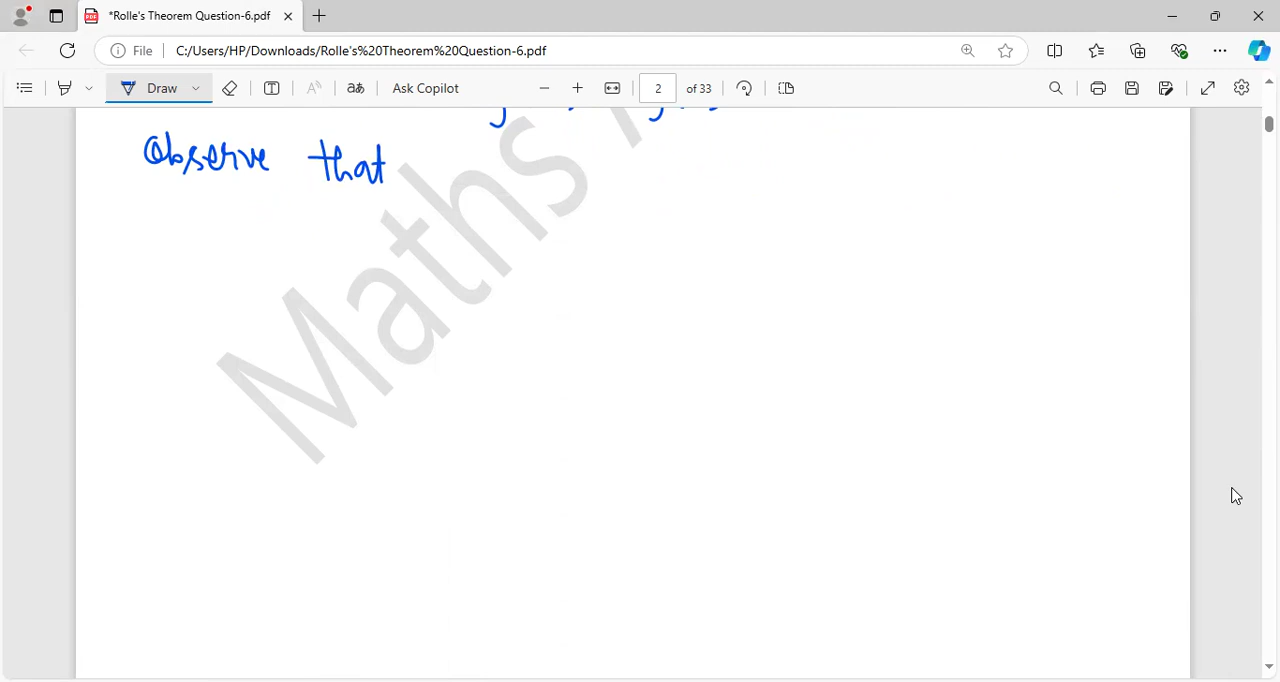 *Rolle's Theorem Question-6.pdf
File C:/Users/HP/Downloads/Rolle's%20Theorem%20Question-6.pdf
Draw Ask Copilot 2 of 33
Observe that
Maths